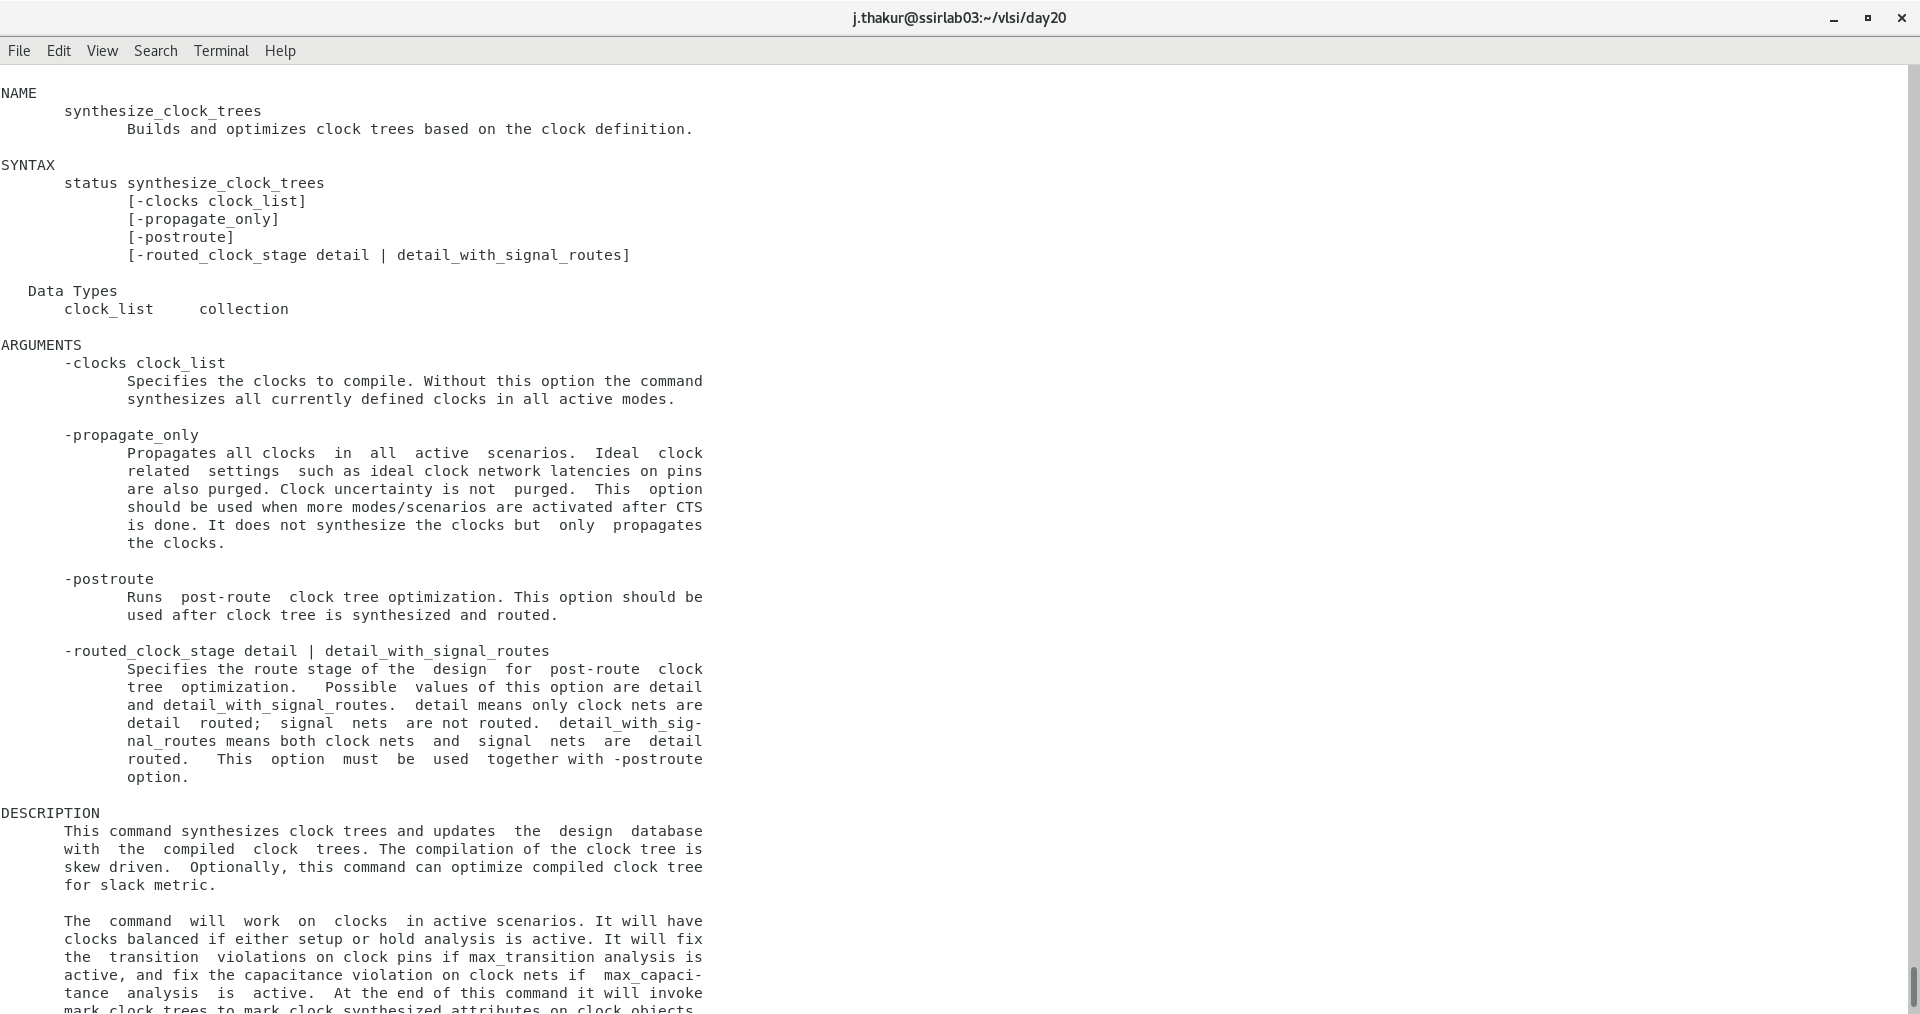 j.thakur@ssirlab03:~/vlsi/day20
File Edit View Search Terminal Help
NAME
synthesize_clock_trees
Builds and optimizes clock trees based on the clock definition.
SYNTAX
status synthesize_clock_trees
[-clocks clock_list]
[-propagate_only]
[-postroute]
[-routed_clock_stage detail | detail_with_signal_routes]
Data Types
clock_list     collection
ARGUMENTS
-clocks clock_list
Specifies the clocks to compile. Without this option the command
synthesizes all currently defined clocks in all active modes.
-propagate_only
Propagates all clocks  in  all  active  scenarios.  Ideal  clock
related  settings  such as ideal clock network latencies on pins
are also purged. Clock uncertainty is not  purged.  This  option
should be used when more modes/scenarios are activated after CTS
is done. It does not synthesize the clocks but  only  propagates
the clocks.
-postroute
Runs  post-route  clock tree optimization. This option should be
used after clock tree is synthesized and routed.
-routed_clock_stage detail | detail_with_signal_routes
Specifies the route stage of the  design  for  post-route  clock
tree  optimization.   Possible  values of this option are detail
and detail_with_signal_routes.  detail means only clock nets are
detail  routed;  signal  nets  are not routed.  detail_with_sig-
nal_routes means both clock nets  and  signal  nets  are  detail
routed.   This  option  must  be  used  together with -postroute
option.
DESCRIPTION
This command synthesizes clock trees and updates  the  design  database
with  the  compiled  clock  trees. The compilation of the clock tree is
skew driven.  Optionally, this command can optimize compiled clock tree
for slack metric.
The  command  will  work  on  clocks  in active scenarios. It will have
clocks balanced if either setup or hold analysis is active. It will fix
the  transition  violations on clock pins if max_transition analysis is
active, and fix the capacitance violation on clock nets if  max_capaci-
tance  analysis  is  active.  At the end of this command it will invoke
mark_clock_trees to mark clock synthesized attributes on clock objects.